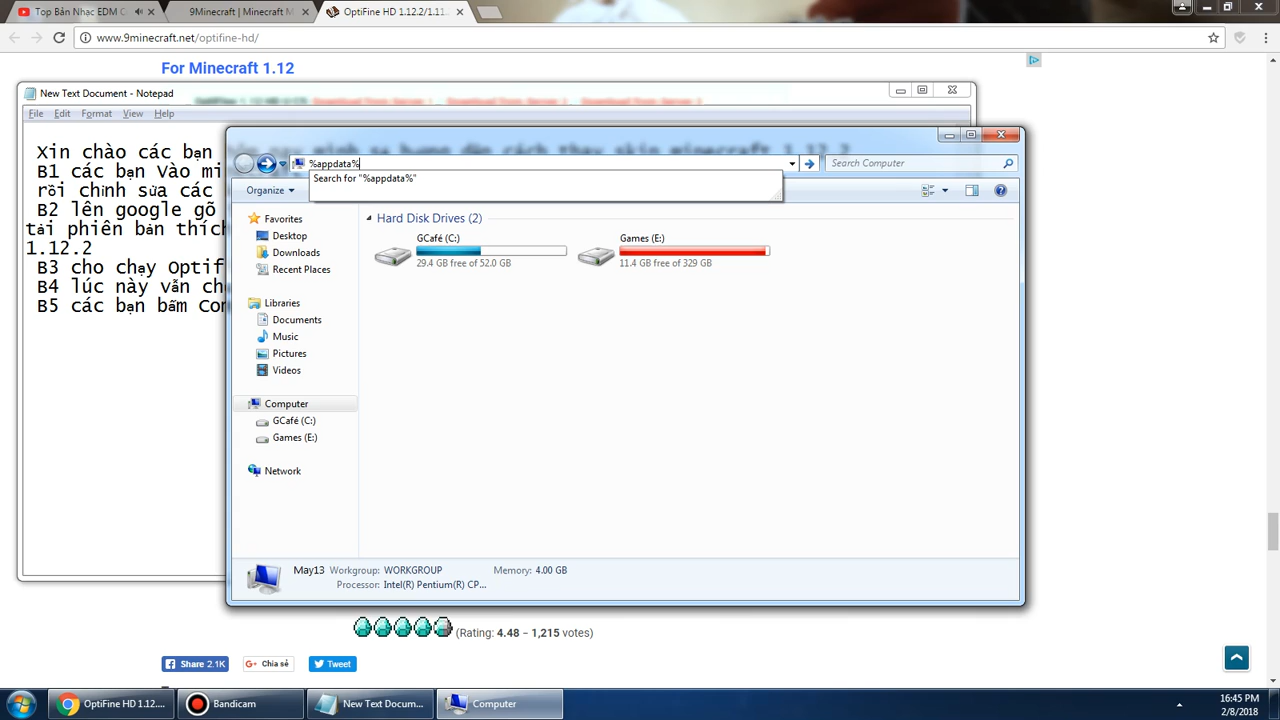 Top Bản Nhạc EDM C
9Minecraft | Minecraft M
OptiFine HD 1.12.2/1.11.
www.9minecraft.net/optifine-hd/
For Minecraft 1.12
New Text Document - Notepad
File Edit Format View Help
Xin chào các bạn
B1 các bạn Vào mi
rồi chỉnh sửa các
B2 lên google gõ
tải phiên bản thích
1.12.2
B3 cho chạy Optif
B4 lúc này vẫn ch
B5 các bạn bấm Con
%appdata%
Search Computer
Search for "%appdata%"
Organize
Favorites
Desktop
Downloads
Recent Places
Libraries
Documents
Music
Pictures
Videos
Computer
GCafé (C:)
Games (E:)
Network
Hard Disk Drives (2)
GCafé (C:)
29.4 GB free of 52.0 GB
Games (E:)
11.4 GB free of 329 GB
May13 Workgroup: WORKGROUP Memory: 4.00 GB
Processor: Intel(R) Pentium(R) CP...
(Rating: 4.48 - 1,215 votes)
Share 2.1K
G+ Chia sẻ
Tweet
OptiFine HD 1.12....
Bandicam
New Text Docum...
Computer
16:45 PM
2/8/2018